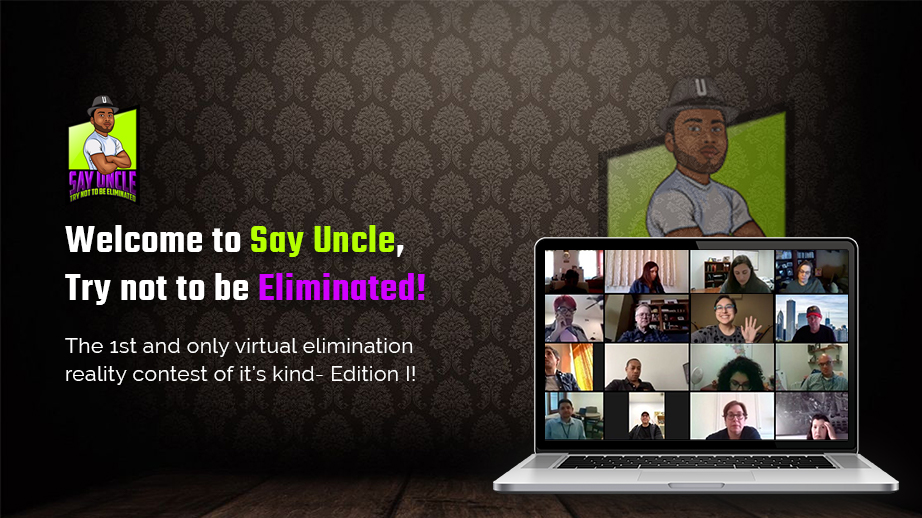 U
SAY UNCLE
TRY NOT TO BE ELIMINATED
Welcome to Say Uncle,
Try not to be Eliminated!
The 1st and only virtual elimination
reality contest of it's kind- Edition I!
U